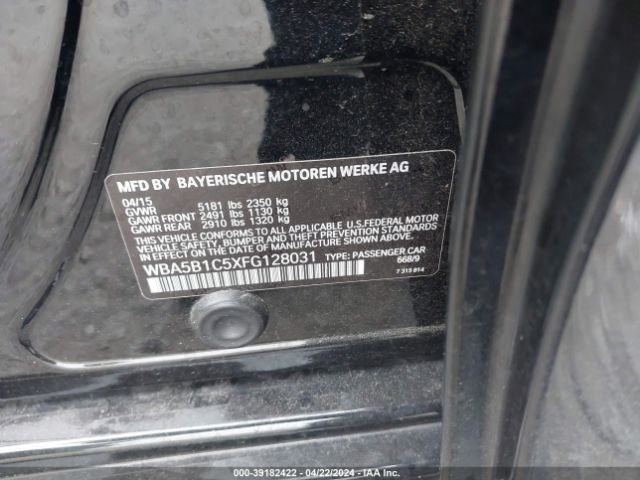 MFD BY BAYERISCHE MOTOREN WERKE AG
04/15
GVWR 5181 lbs 2350 kg
GAWR FRONT 2491 lbs 1130 kg
GAWR REAR 2910 lbs 1320 kg
THIS VEHICLE CONFORMS TO ALL APPLICABLE U.S.FEDERAL MOTOR
VEHICLE SAFETY, BUMPER, AND THEFT PREVENTION STANDARDS
IN EFFECT ON THE DATE OF MANUFACTURE SHOWN ABOVE.
WBA5B1C5XFG128031 TYPE: PASSENGER CAR
668/9
7 315 814
000-39182422 - 04/22/2024 - IAA Inc.